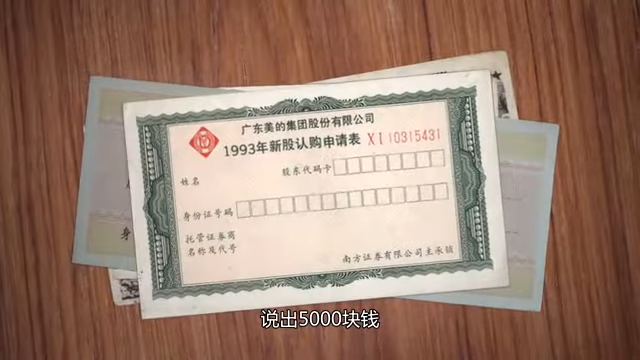 广东美的集团股份有限公司
1993年新股认购申请表 XI 10315431
股东代码卡
姓名
身份证号码
托管证券商
名称及代号
南方证券有限公司主承销
说出5000块钱